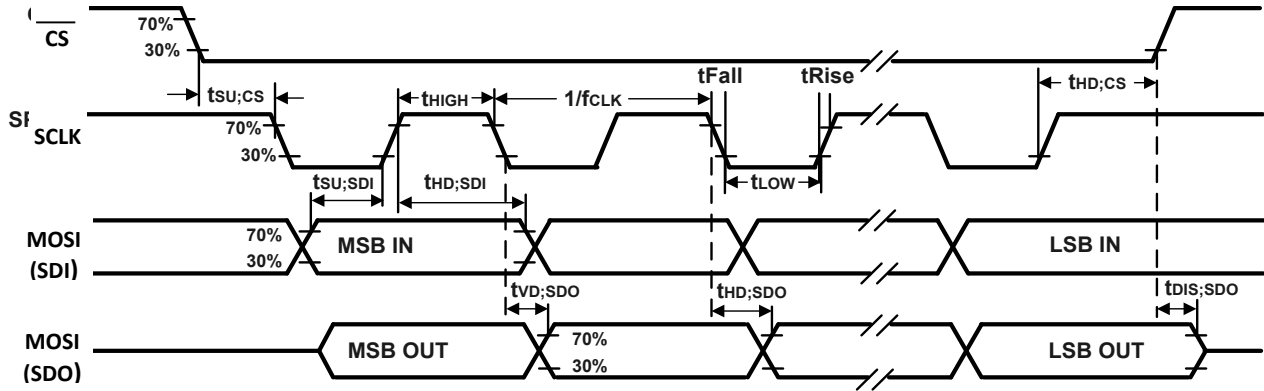 CS
70%
30%
tSU;CS
tHIGH
1/fCLK
tFall
tRise
tHD;CS
SCLK
70%
30%
tSU;SDI
tHD;SDI
tLOW
MOSI
(SDI)
70%
30%
MSB IN
LSB IN
tVD;SDO
tHD;SDO
tDIS;SDO
MOSI
(SDO)
MSB OUT
70%
30%
LSB OUT